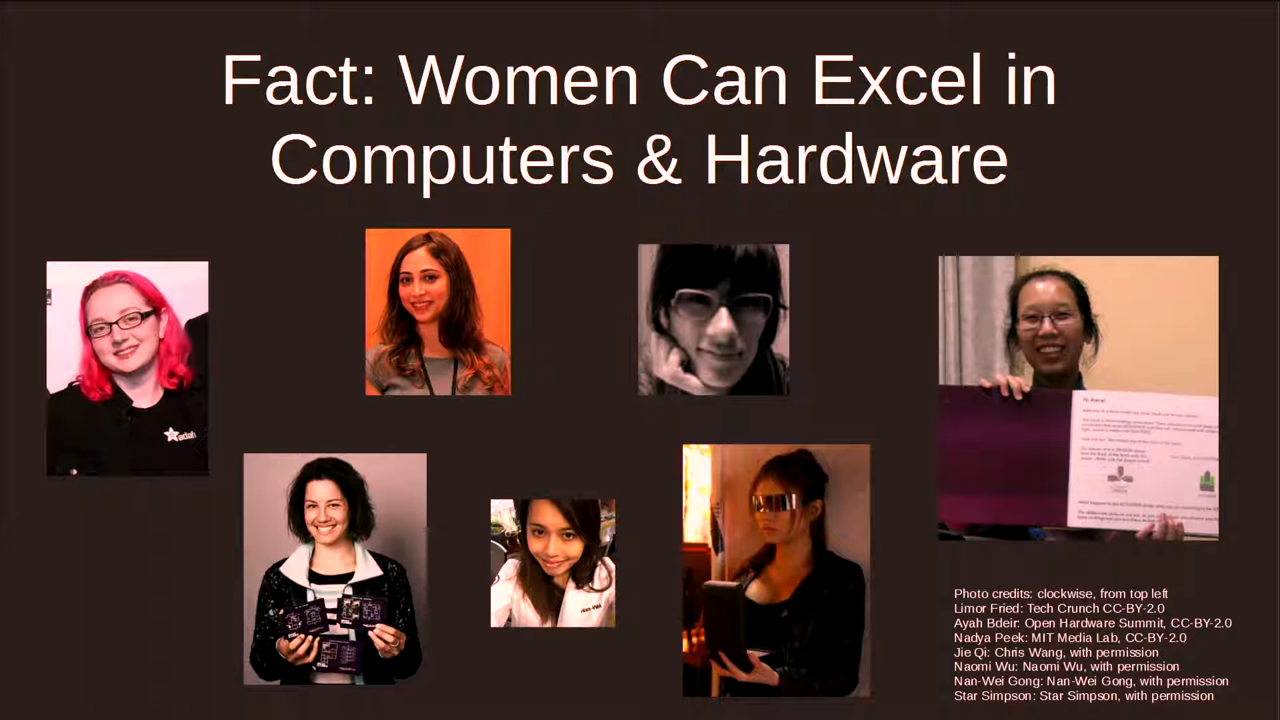 Fact: Women Can Excel in
Computers & Hardware
adafr
Nan-Wei
Photo credits: clockwise, from top left
Limor Fried: Tech Crunch CC-BY-2.0
Ayah Bdeir: Open Hardware Summit, CC-BY-2.0
Nadya Peek: MIT Media Lab, CC-BY-2.0
Jie Qi: Chris Wang, with permission
Naomi Wu: Naomi Wu, with permission
Nan-Wei Gong: Nan-Wei Gong, with permission
Star Simpson: Star Simpson, with permission